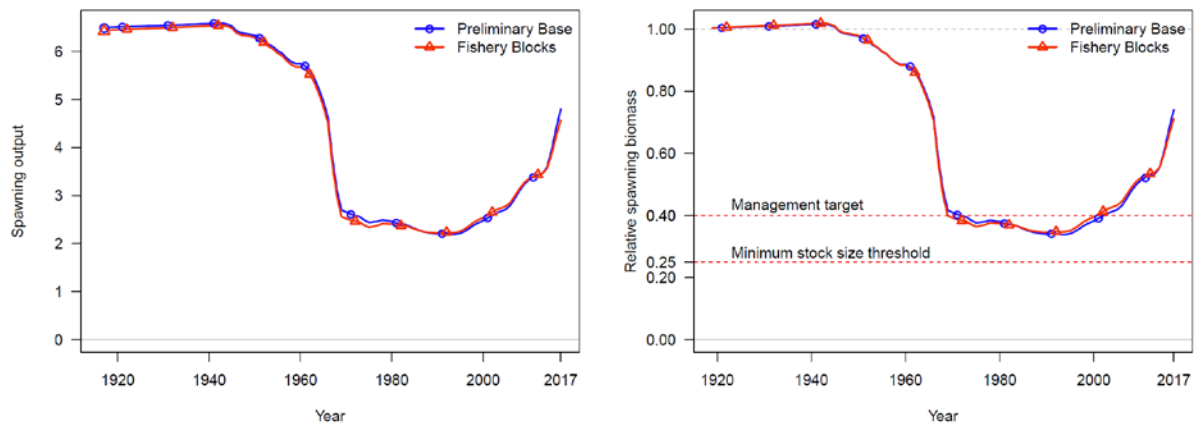 Preliminary Base
Fishery Blocks
Spawning output
6
5
4
3
2
1
0
1920 1940 1960 1980 2000 2017
Year
Preliminary Base
Fishery Blocks
Relative spawning biomass
1.00
0.80
0.60
Management target
0.40
Minimum stock size threshold
0.25
0.20
0.00
1920 1940 1960 1980 2000 2017
Year